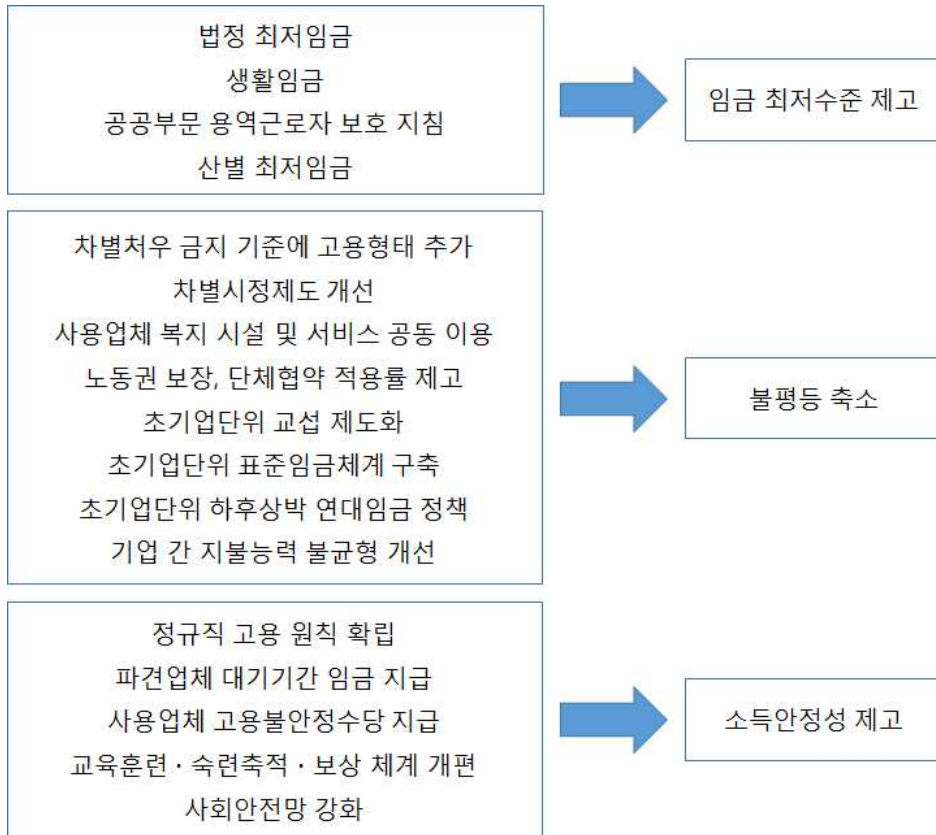 법정 최저임금
생활임금
공공부문 용역근로자 보호 지침
산별 최저임금
임금 최저수준 제고
차별처우 금지 기준에 고용형태 추가
차별시정제도 개선
사용업체 복지 시설 및 서비스 공동 이용
노동권 보장, 단체협약 적용률 제고
초기업단위 교섭 제도화
초기업단위 표준임금체계 구축
초기업단위 하후상박 연대임금 정책
기업 간 지불능력 불균형 개선
불평등 축소
정규직 고용 원칙 확립
파견업체 대기기간 임금 지급
사용업체 고용불안정수당 지급
교육훈련·숙련축적·보상 체계 개편
사회안전망 강화
소득안정성 제고